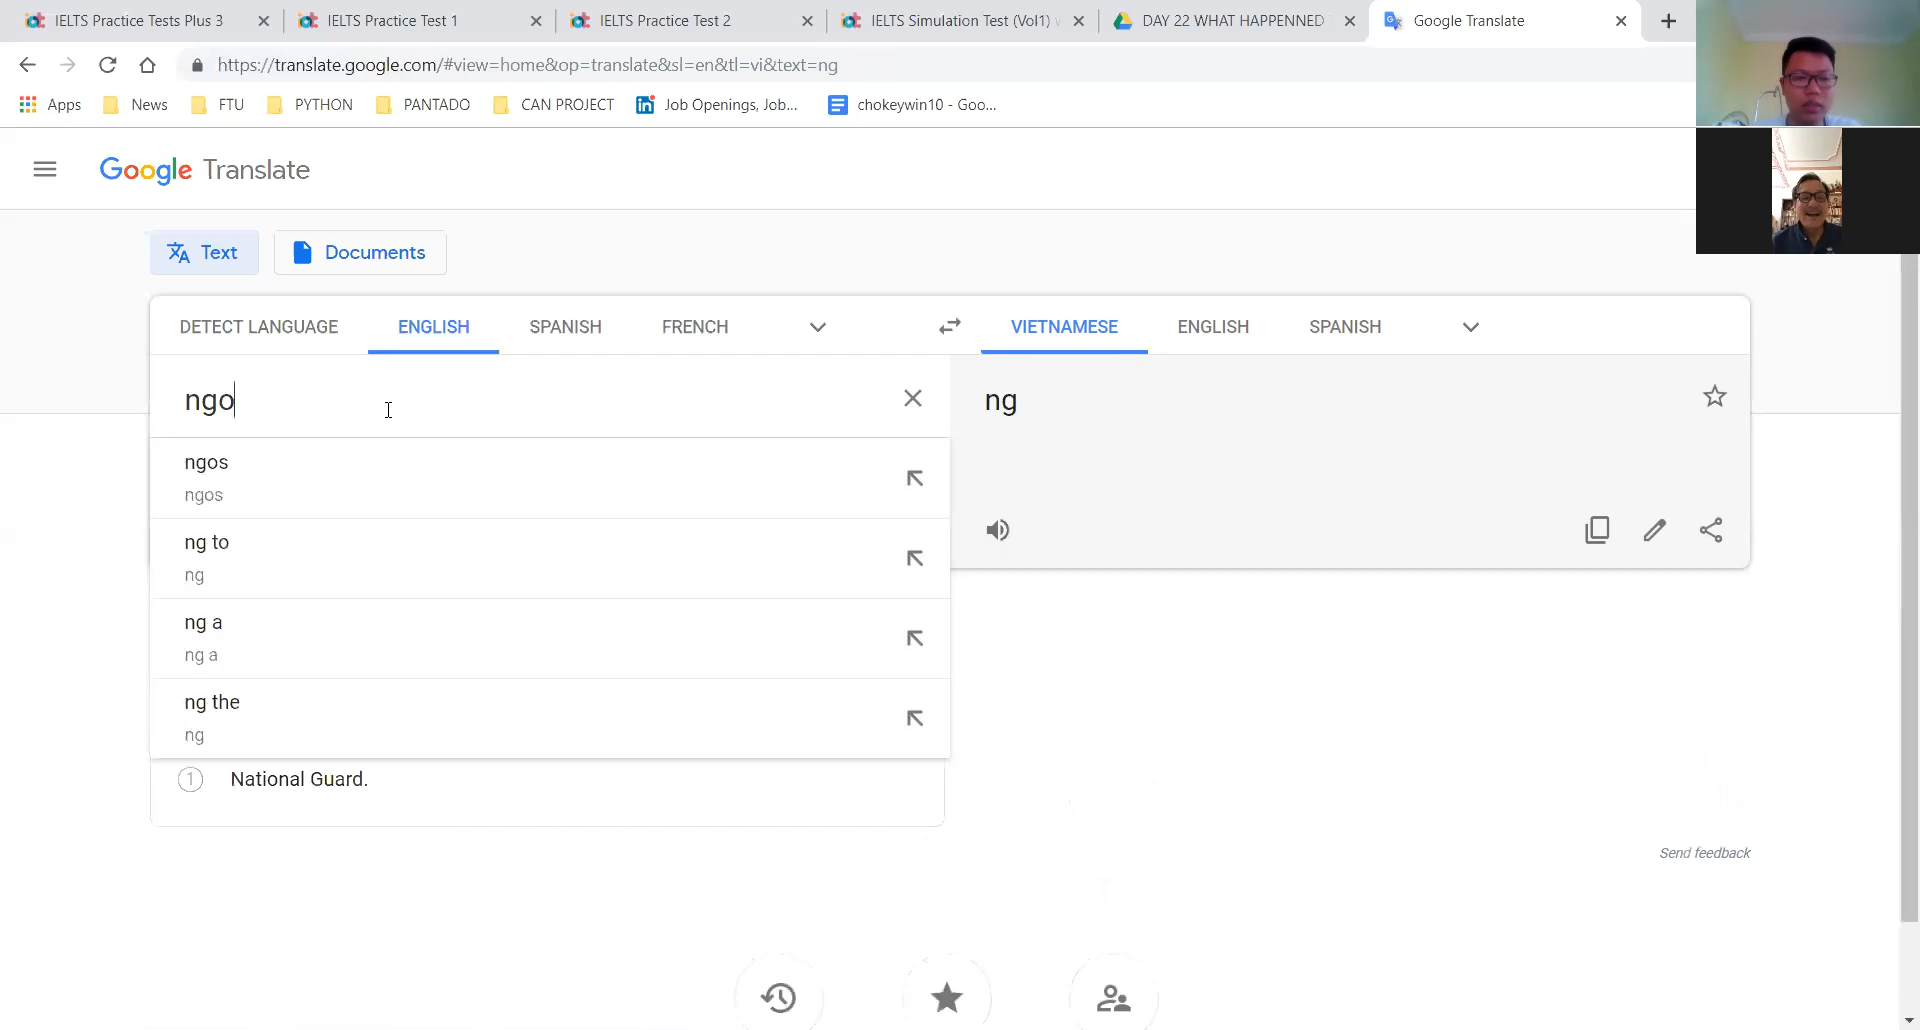 IELTS Practice Tests Plus 3
IELTS Practice Test 1
IELTS Practice Test 2
IELTS Simulation Test (Vol1)
DAY 22 WHAT HAPPENNED
Google Translate
https://translate.google.com/#view=home&op=translate&sl=en&tl=vi&text=ng
Apps News FTU PYTHON PANTADO CAN PROJECT Job Openings, Job... chokeywin10 - Goo...
Google Translate
Text Documents
DETECT LANGUAGE ENGLISH SPANISH FRENCH VIETNAMESE ENGLISH SPANISH
ngo
ng
ngos
ngos
ng to
ng
ng a
ng a
ng the
ng
1 National Guard.
Send feedback